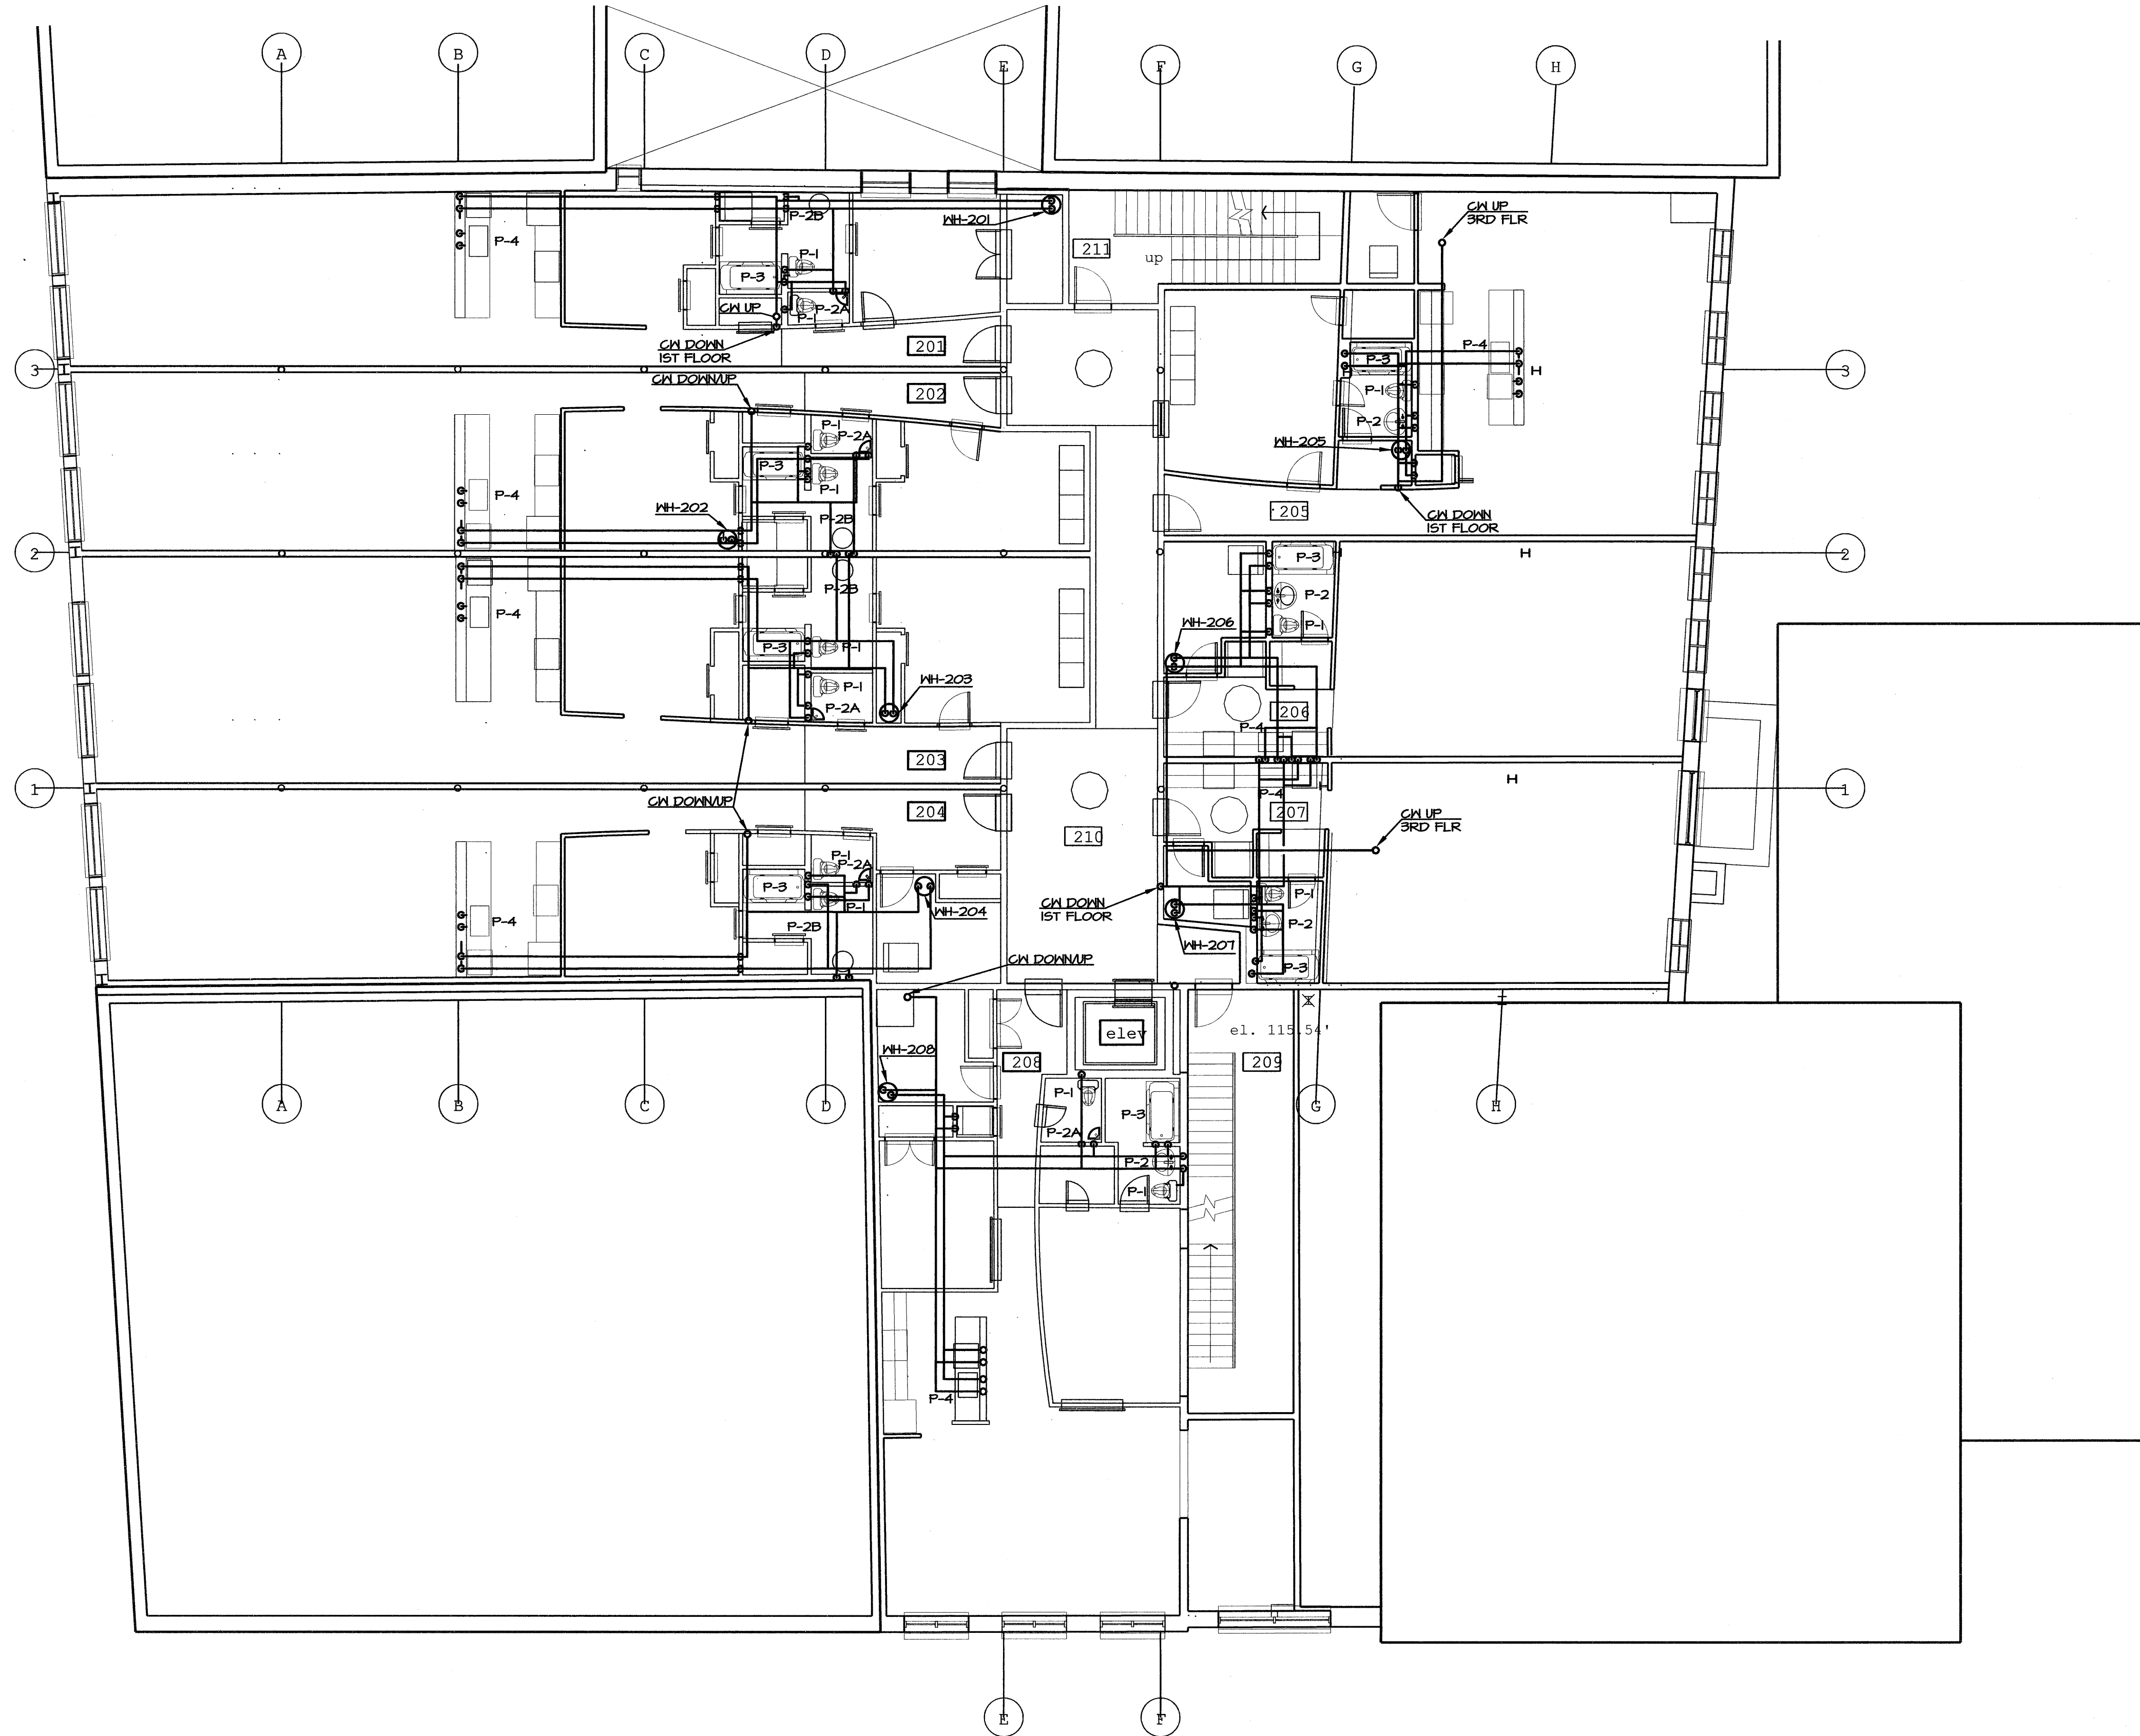 A
B
C
D
E
F
G
H
P-2B
WH-201
CW UP
3RD FLR
P-4
P-1
211
up
P-3
CW UP
P-2A
P-1
CW DOWN
1ST FLOOR
201
P-4
P-3
H
3
3
CW DOWN/UP
202
P-1
P-1
P-2A
P-2
P-3
WH-205
P-4
P-1
WH-202
P-2B
205
CW DOWN
1ST FLOOR
2
H
2
P-3
P-2B
P-2
P-4
P-1
P-3
P-1
WH-206
WH-203
P-1
P-2A
206
P-4
203
H
1
1
CW DOWN/UP
P-4
204
207
CW UP
3RD FLR
210
P-1
P-2A
P-3
P-1
WH-204
CW DOWN
1ST FLOOR
P-1
P-4
P-2B
P-2
WH-207
CW DOWN/UP
P-3
elev
el. 115.54'
WH-208
208
209
P-1
A
B
C
D
G
H
P-3
P-2A
P-2
P-1
P-4
E
F